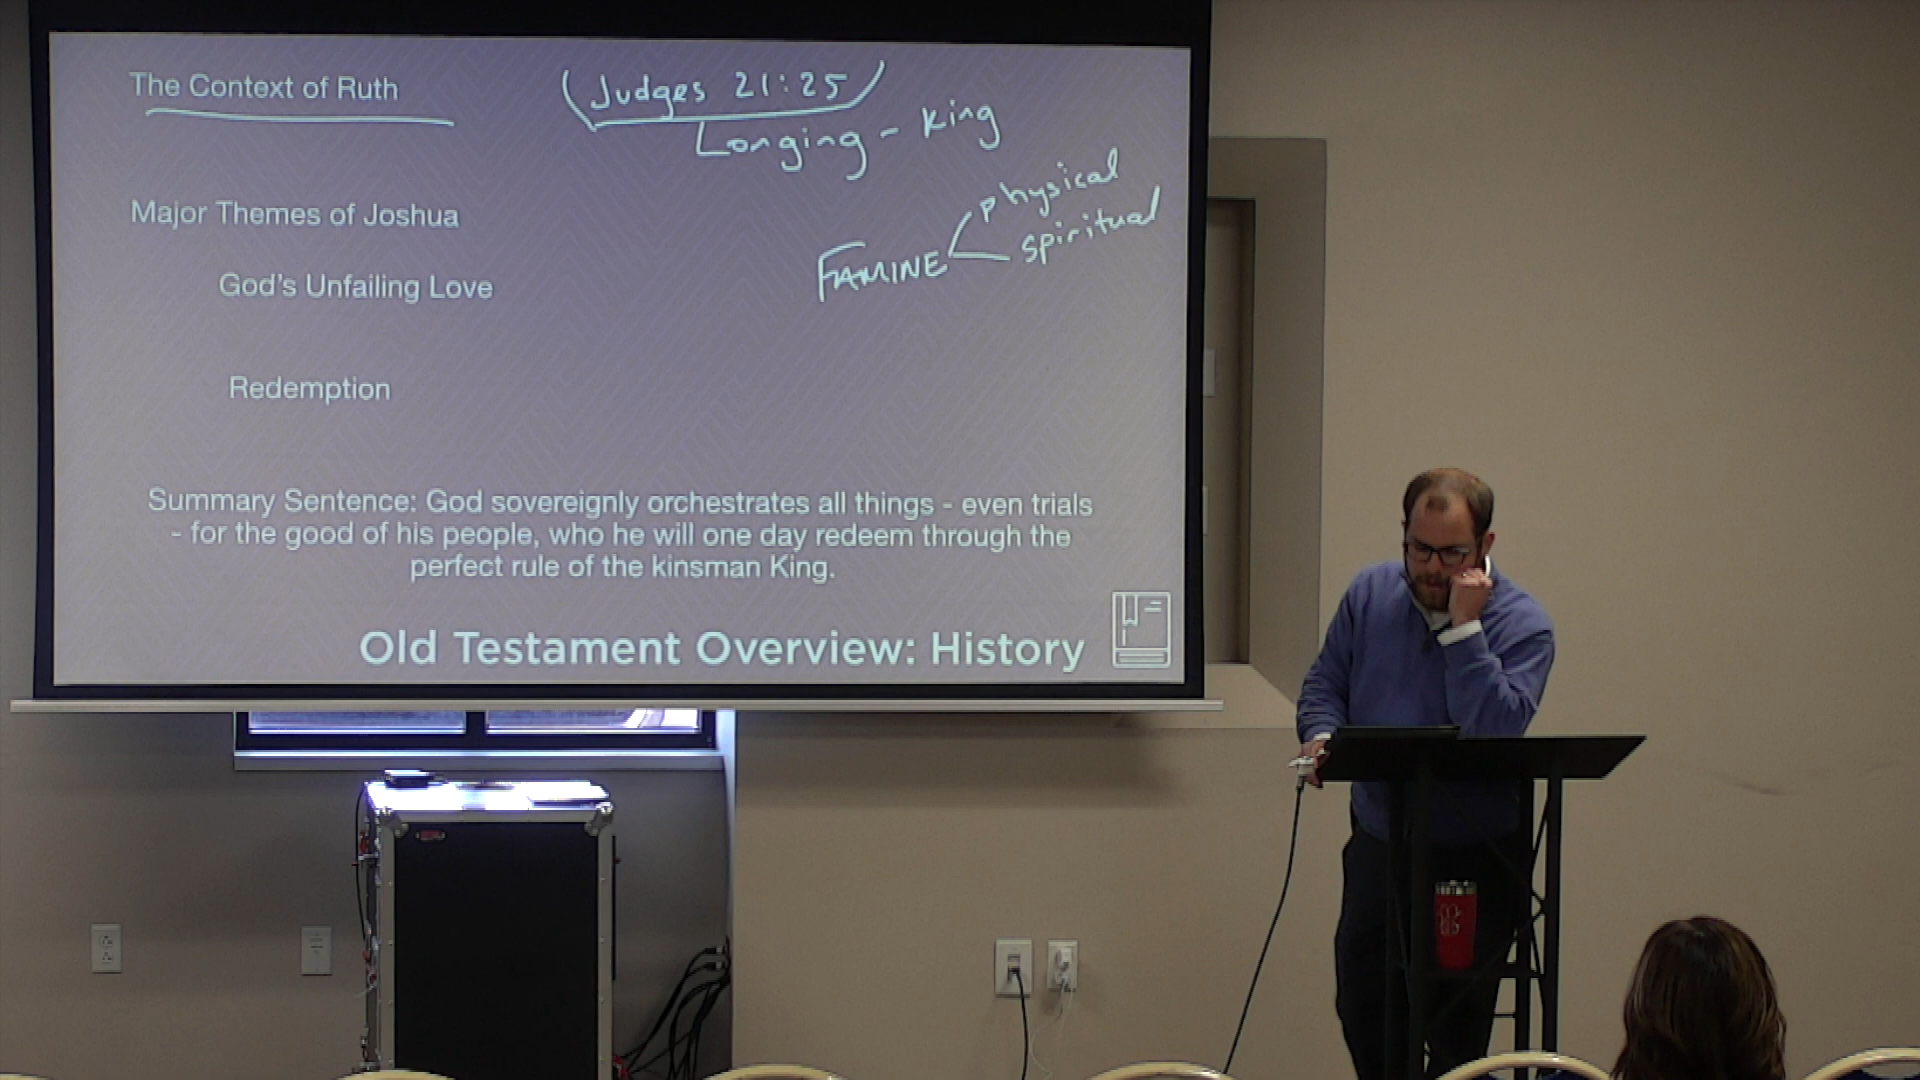 The Context of Ruth
(Judges 21:25)
Longing - King
Major Themes of Joshua
FAMINE
physical
spiritual
God's Unfailing Love
Redemption
Summary Sentence: God sovereignly orchestrates all things - even trials
- for the good of his people, who he will one day redeem through the
perfect rule of the kinsman King.
Old Testament Overview: History